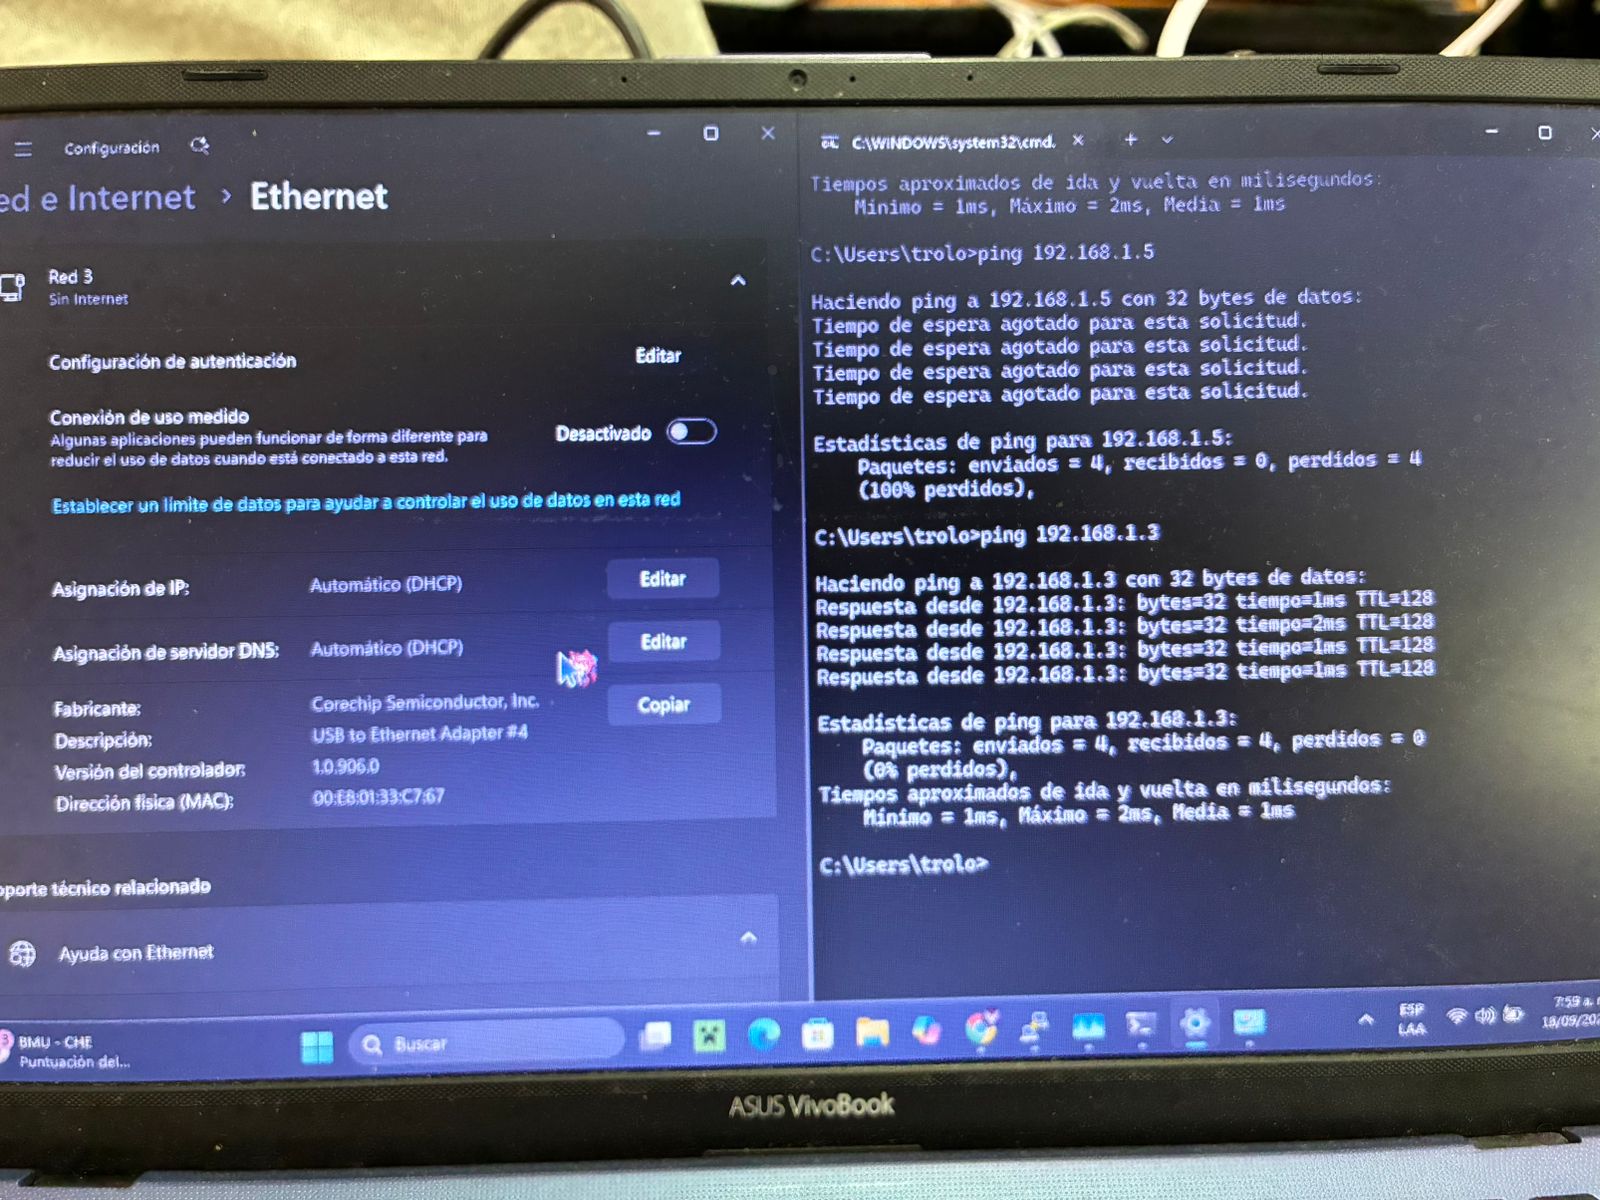 Configuración
ed e Internet > Ethernet
Red 3
Sin Internet
Configuración de autenticación
Editar
Conexión de uso medido
Algunas aplicaciones pueden funcionar de forma diferente para
reducir el uso de datos cuando está conectado a esta red.
Desactivado
Establecer un límite de datos para ayudar a controlar el uso de datos en esta red
Asignación de IP:
Automático (DHCP)
Editar
Asignación de servidor DNS:
Automático (DHCP)
Editar
Fabricante:
Corechip Semiconductor, Inc.
Copiar
Descripción:
USB to Ethernet Adapter #4
Versión del controlador:
1.0.906.0
Dirección física (MAC):
00:E8:01:33:C7:67
oporte técnico relacionado
Ayuda con Ethernet
C:\WINDOWS\system32\cmd.
Tiempos aproximados de ida y vuelta en milisegundos:
Mínimo = 1ms, Máximo = 2ms, Media = 1ms
C:\Users\trolo>ping 192.168.1.5
Haciendo ping a 192.168.1.5 con 32 bytes de datos:
Tiempo de espera agotado para esta solicitud.
Tiempo de espera agotado para esta solicitud.
Tiempo de espera agotado para esta solicitud.
Tiempo de espera agotado para esta solicitud.
Estadísticas de ping para 192.168.1.5:
Paquetes: enviados = 4, recibidos = 0, perdidos = 4
(100% perdidos),
C:\Users\trolo>ping 192.168.1.3
Haciendo ping a 192.168.1.3 con 32 bytes de datos:
Respuesta desde 192.168.1.3: bytes=32 tiempo=1ms TTL=128
Respuesta desde 192.168.1.3: bytes=32 tiempo=2ms TTL=128
Respuesta desde 192.168.1.3: bytes=32 tiempo=1ms TTL=128
Respuesta desde 192.168.1.3: bytes=32 tiempo=1ms TTL=128
Estadísticas de ping para 192.168.1.3:
Paquetes: enviados = 4, recibidos = 4, perdidos = 0
(0% perdidos),
Tiempos aproximados de ida y vuelta en milisegundos:
Mínimo = 1ms, Máximo = 2ms, Media = 1ms
C:\Users\trolo>
3
BMU - CHE
Puntuación del...
Buscar
ESP
LAA
7:59 a.
18/09/202
ASUS VivoBook